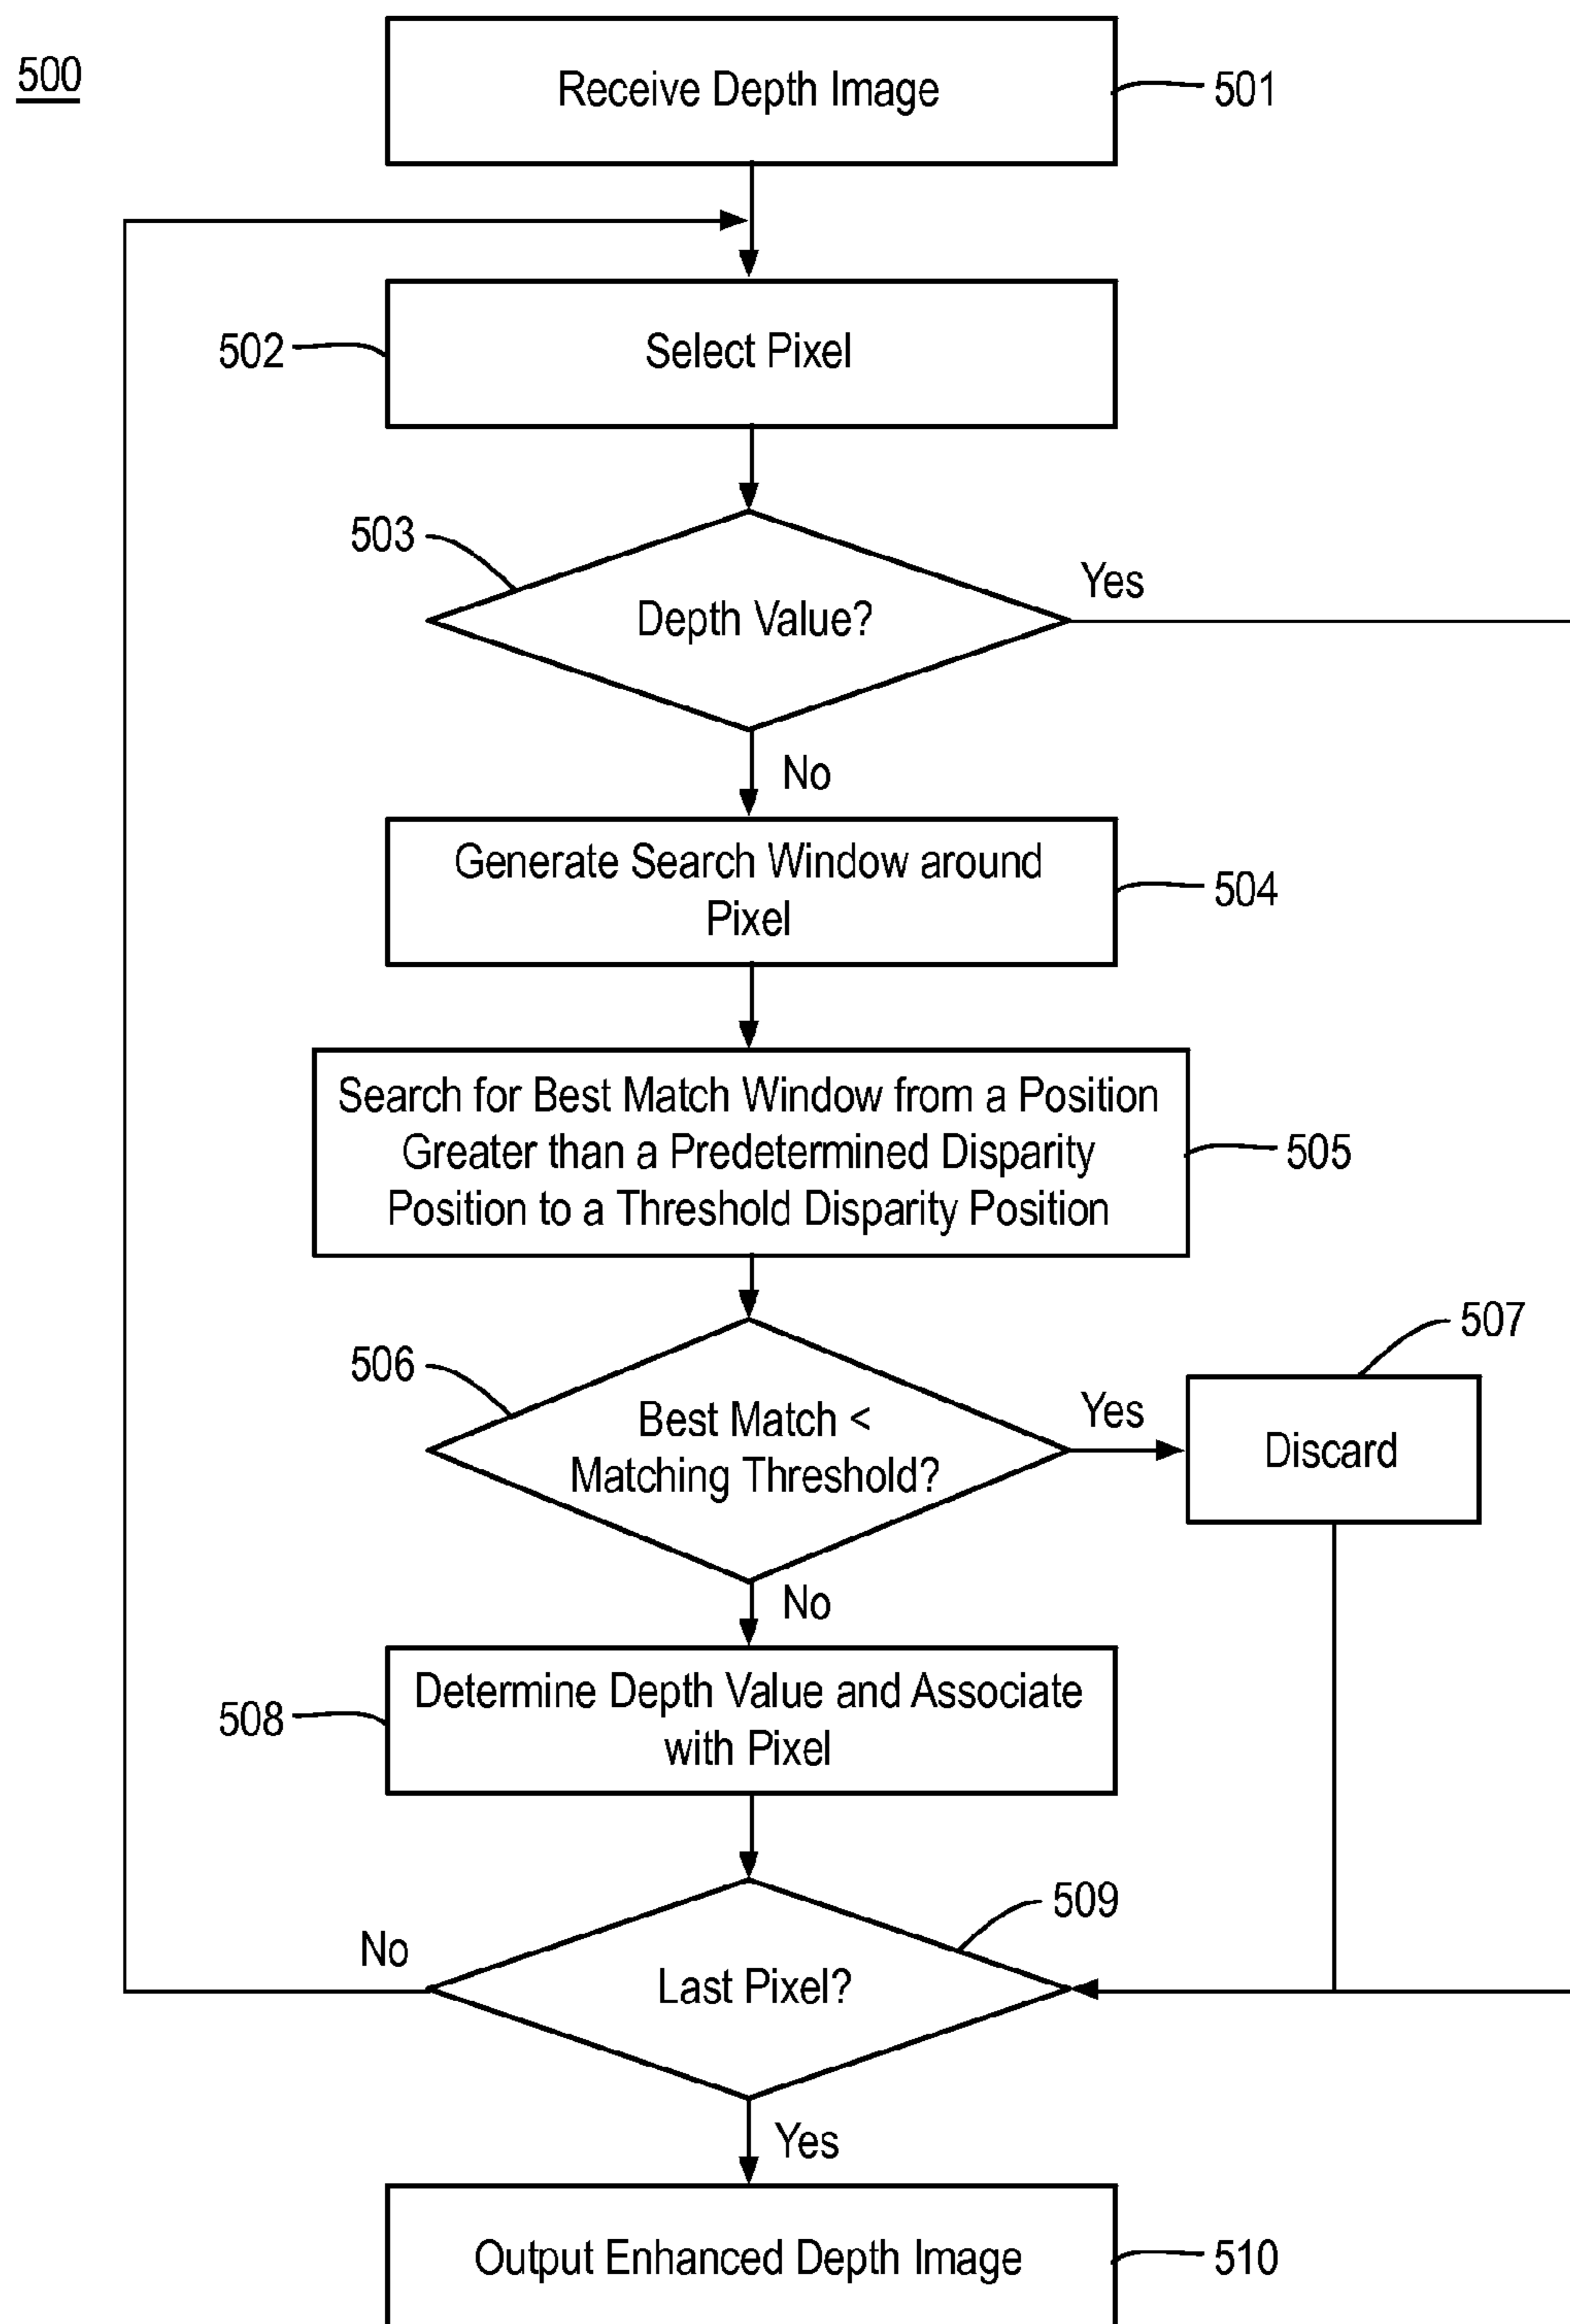 500
Receive Depth Image
501
502
Select Pixel
503
Depth Value?
Yes
No
Generate Search Window around
Pixel
504
Search for Best Match Window from a Position
Greater than a Predetermined Disparity
Position to a Threshold Disparity Position
505
506
Best Match <
Matching Threshold?
Yes
507
Discard
No
508
Determine Depth Value and Associate
with Pixel
509
No
Last Pixel?
Yes
Output Enhanced Depth Image
510